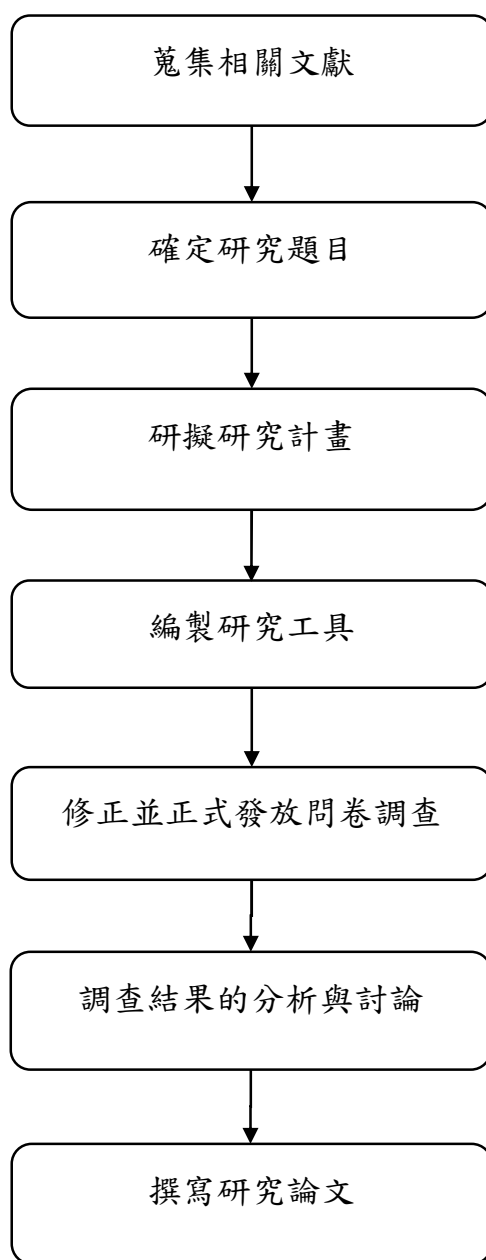 蒐集相關文獻
確定研究題目
研擬研究計畫
編製研究工具
修正並正式發放問卷調查
調查結果的分析與討論
撰寫研究論文